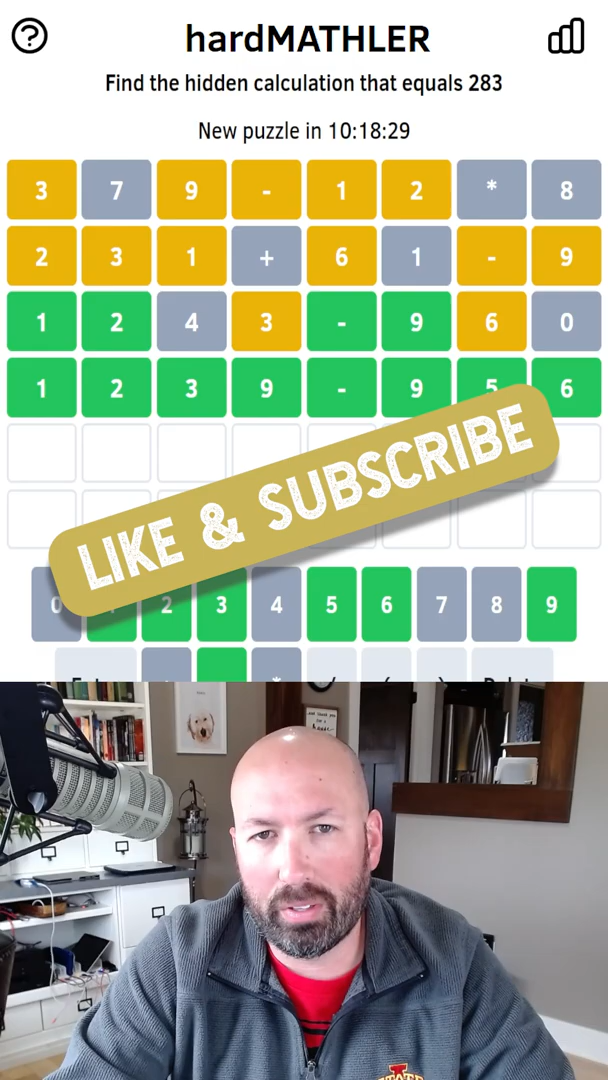 hardMATHLER
Find the hidden calculation that equals 283
New puzzle in 10:18:29
3 7 9 - 1 2 * 8
2 3 1 + 6 1 - 9
1 2 4 3 - 9 6 0
1 2 3 9 - 9 5 6
LIKE & SUBSCRIBE
0 1 2 3 4 5 6 7 8 9